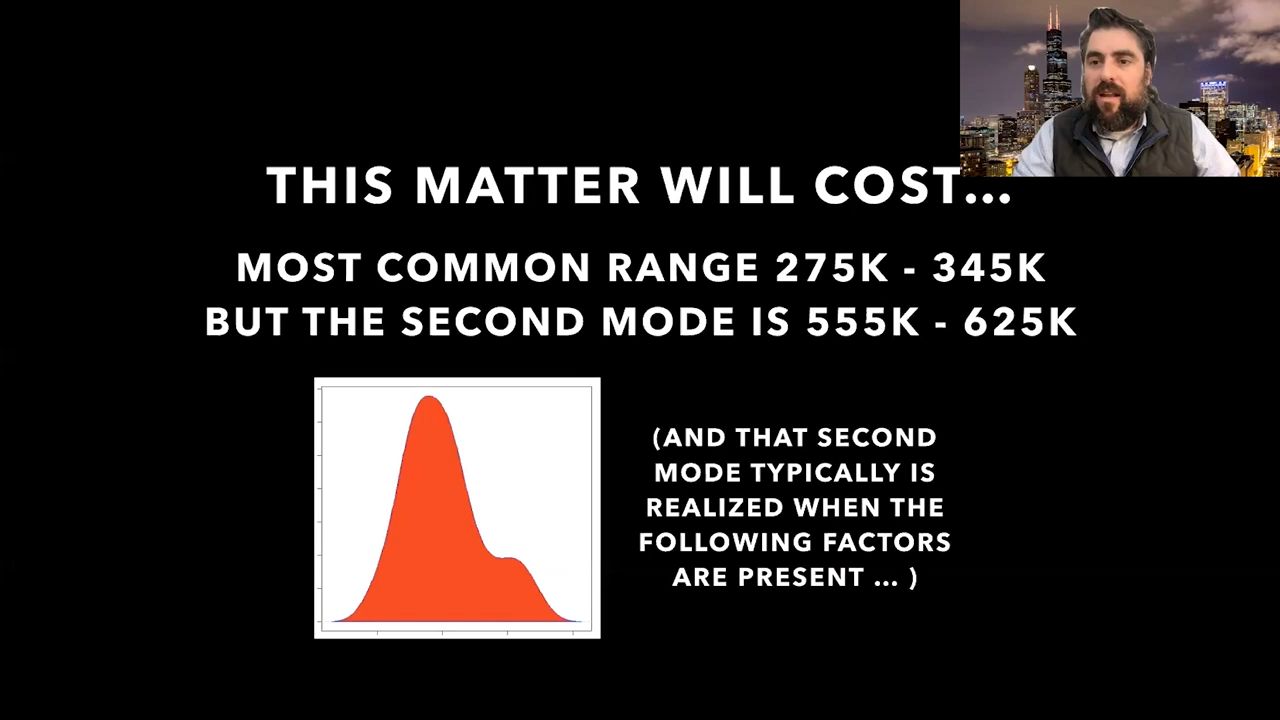 THIS MATTER WILL COST...
MOST COMMON RANGE 275K - 345K
BUT THE SECOND MODE IS 555K - 625K
(AND THAT SECOND
MODE TYPICALLY IS
REALIZED WHEN THE
FOLLOWING FACTORS
ARE PRESENT ... )